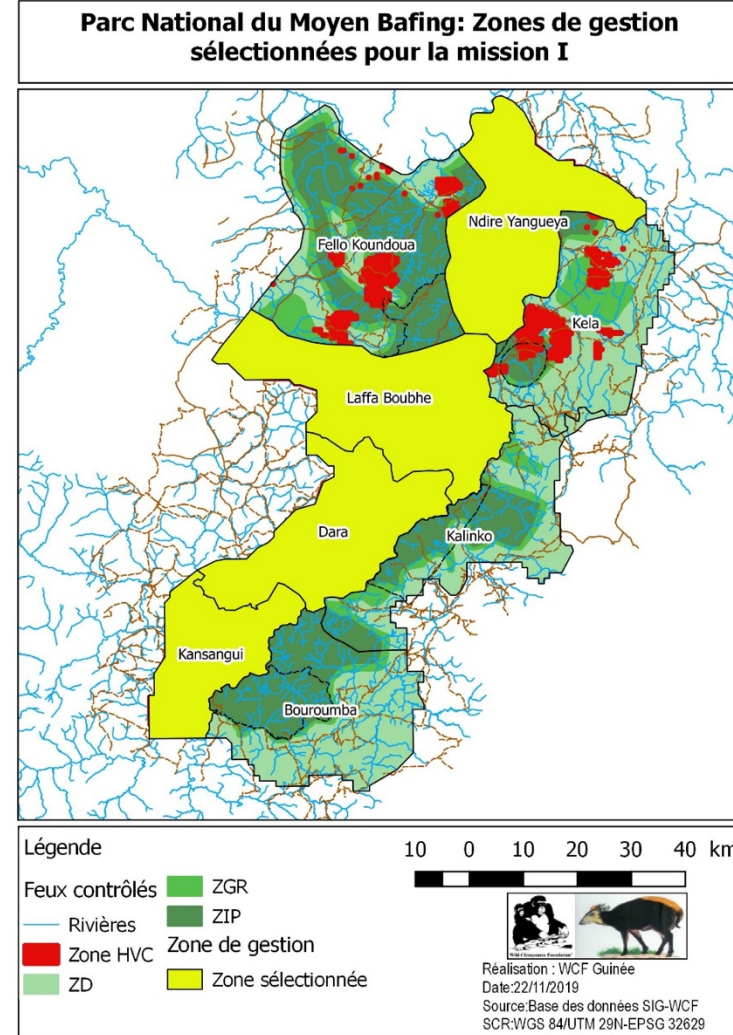 Parc National du Moyen Bafing: Zones de gestion
sélectionnées pour la mission I
Ndire Yangueya
Fello Koundoua
Kela
Laffa Boubhe
Dara
Kalinko
Kansangui
Bouroumba
Légende
Feux contrôlés
Rivières
Zone HVC
ZD
ZGR
ZIP
Zone de gestion
Zone sélectionnée
10 0 10 20 30 40 km
Wild Chimpanzee Foundation
Réalisation : WCF Guinée
Date:22/11/2019
Source:Base des données SIG-WCF
SCR:WGS 84/UTM 29N-EPSG 32629